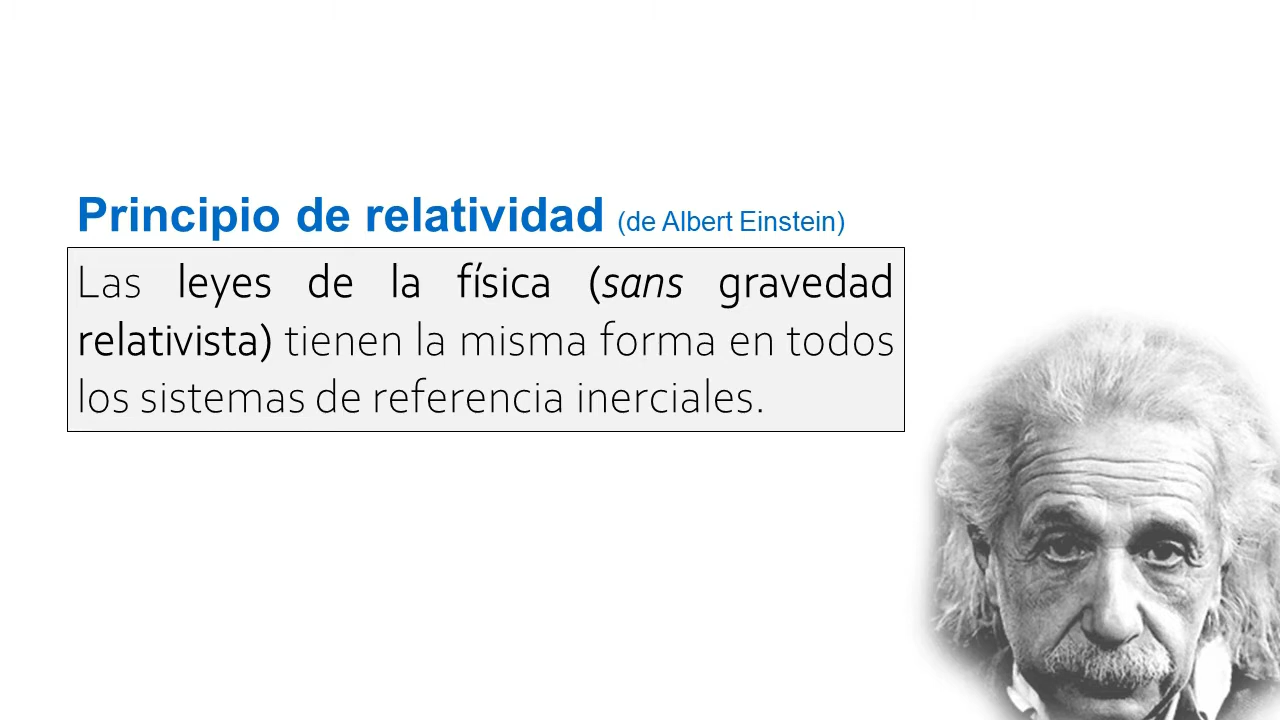 Principio de relatividad (de Albert Einstein)
Las leyes de la física (sans gravedad
relativista) tienen la misma forma en todos
los sistemas de referencia inerciales.